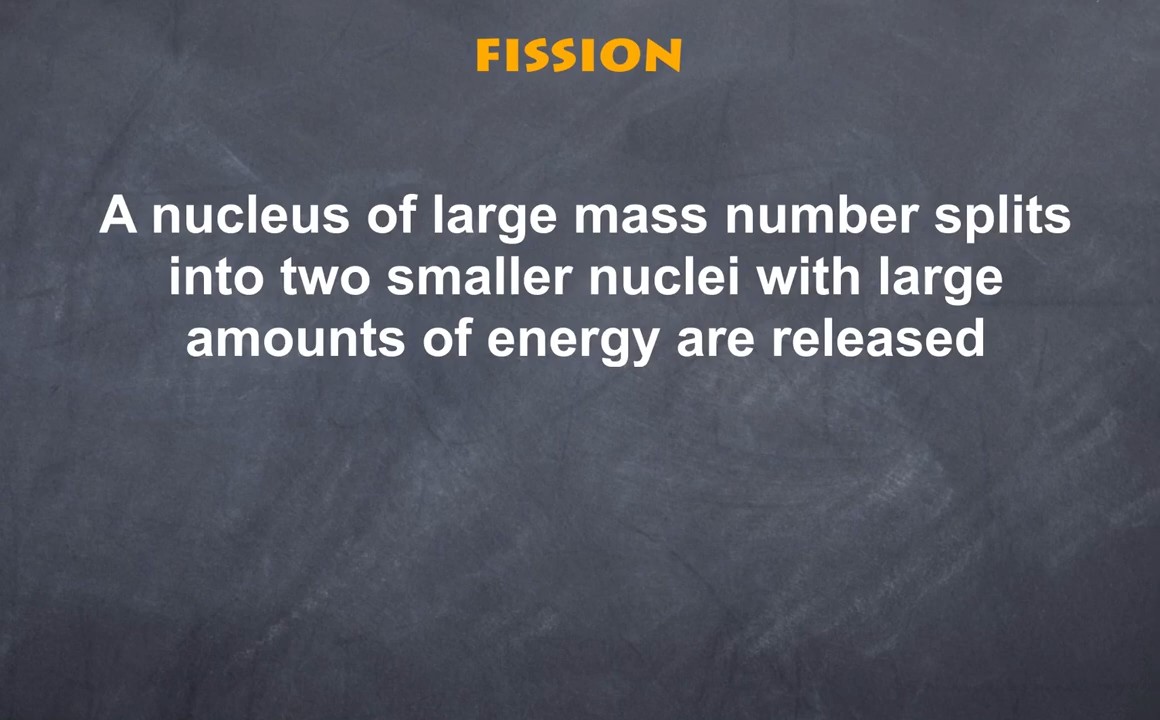 FISSION
A nucleus of large mass number splits
into two smaller nuclei with large
amounts of energy are released